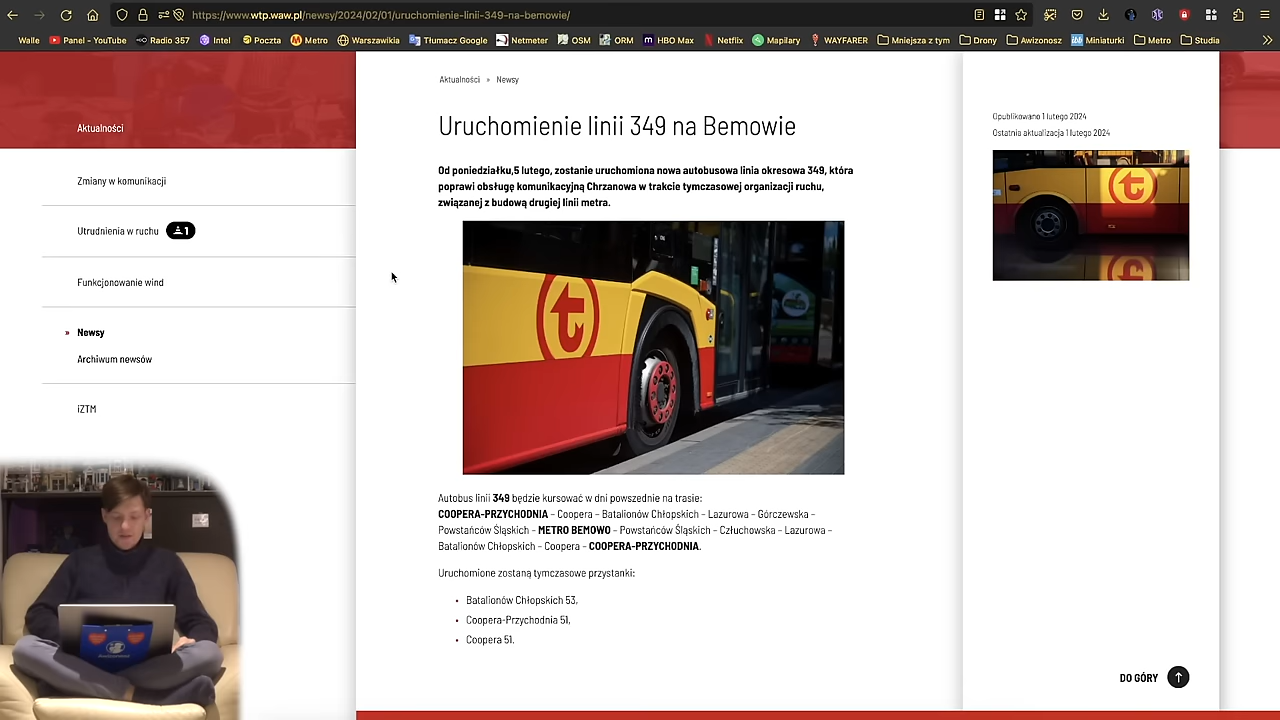 https://www.wtp.waw.pl/newsy/2024/02/01/uruchomienie-linii-349-na-bemowie/
Walle Panel - YouTube Radio 357 Intel Poczta Metro Warszawikia Tłumacz Google Netmeter OSM ORM HBO Max Netflix Mapilary WAYFARER Mniejsza z tym Drony Awizonosz Miniaturki Metro Studia
Aktualności » Newsy
Aktualności
Uruchomienie linii 349 na Bemowie
Opublikowano 1 lutego 2024
Ostatnia aktualizacja 1 lutego 2024
Od poniedziałku,5 lutego, zostanie uruchomiona nowa autobusowa linia okresowa 349, która
poprawi obsługę komunikacyjną Chrzanowa w trakcie tymczasowej organizacji ruchu,
związanej z budową drugiej linii metra.
Zmiany w komunikacji
Utrudnienia w ruchu 1
Funkcjonowanie wind
» Newsy
Archiwum newsów
iZTM
Autobus linii 349 będzie kursować w dni powszednie na trasie:
COOPERA-PRZYCHODNIA – Coopera – Batalionów Chłopskich – Lazurowa – Górczewska –
Powstańców Śląskich – METRO BEMOWO – Powstańców Śląskich – Człuchowska – Lazurowa –
Batalionów Chłopskich – Coopera – COOPERA-PRZYCHODNIA.
Uruchomione zostaną tymczasowe przystanki:
• Batalionów Chłopskich 53,
• Coopera-Przychodnia 51,
• Coopera 51.
DO GÓRY